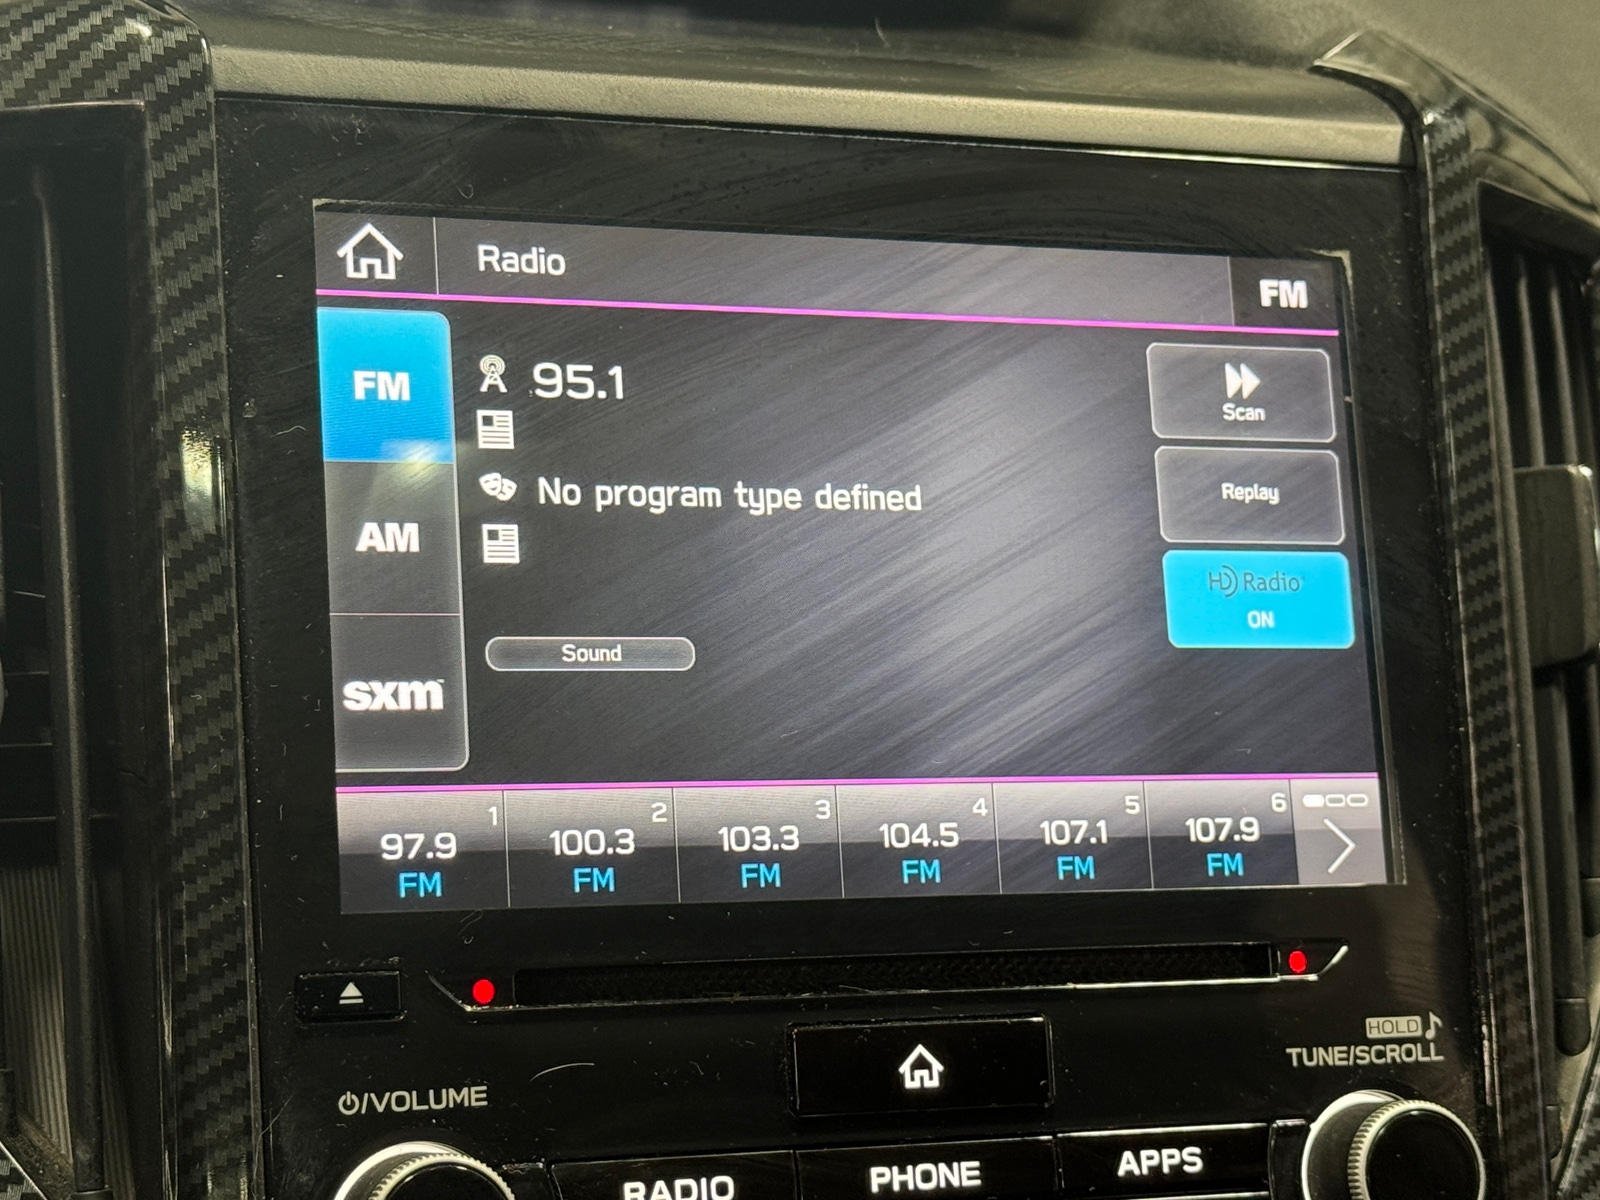 Radio
FM
FM
95.1
Scan
No program type defined
Replay
AM
HD Radio
ON
Sound
sxm
1 2 3 4 5 6
97.9 100.3 103.3 104.5 107.1 107.9
FM FM FM FM FM FM
HOLD
TUNE/SCROLL
/VOLUME
RADIO PHONE APPS